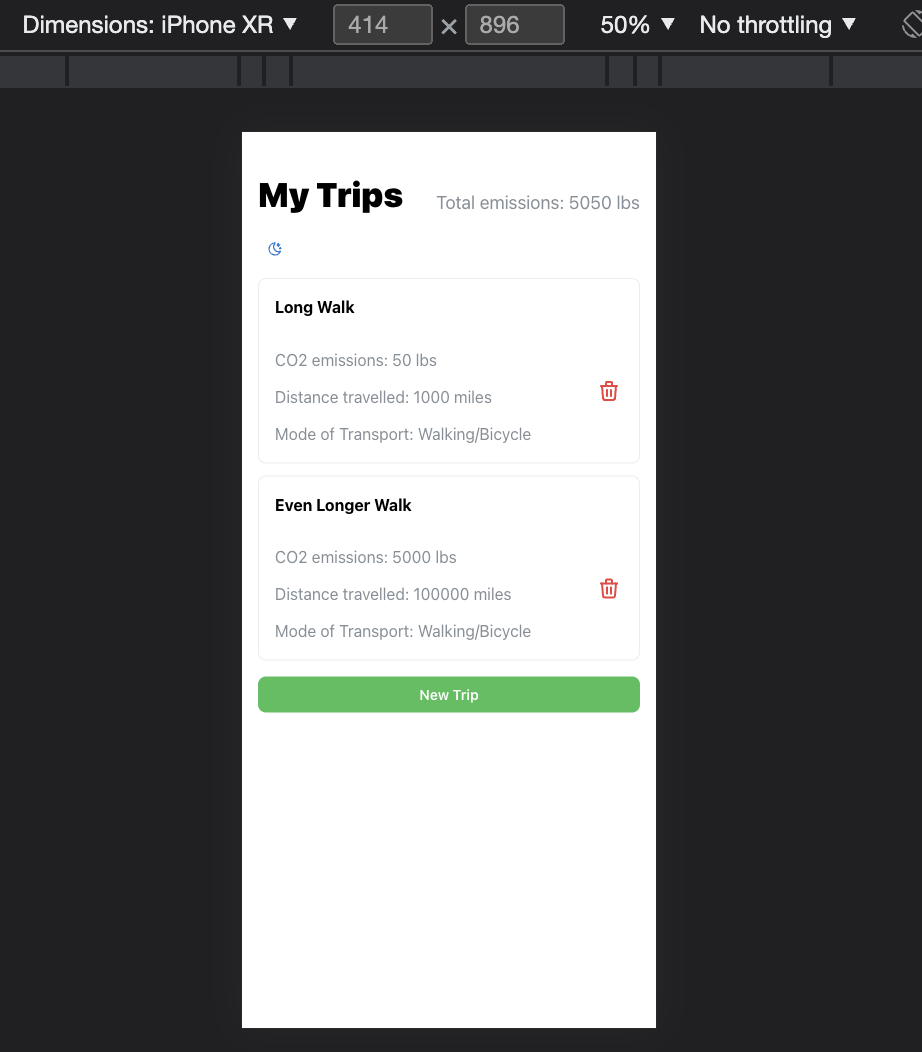 Dimensions: iPhone XR ▼ 414 × 896 50% ▼ No throttling ▼
My Trips Total emissions: 5050 lbs
Long Walk
CO2 emissions: 50 lbs
Distance travelled: 1000 miles
Mode of Transport: Walking/Bicycle
Even Longer Walk
CO2 emissions: 5000 lbs
Distance travelled: 100000 miles
Mode of Transport: Walking/Bicycle
New Trip